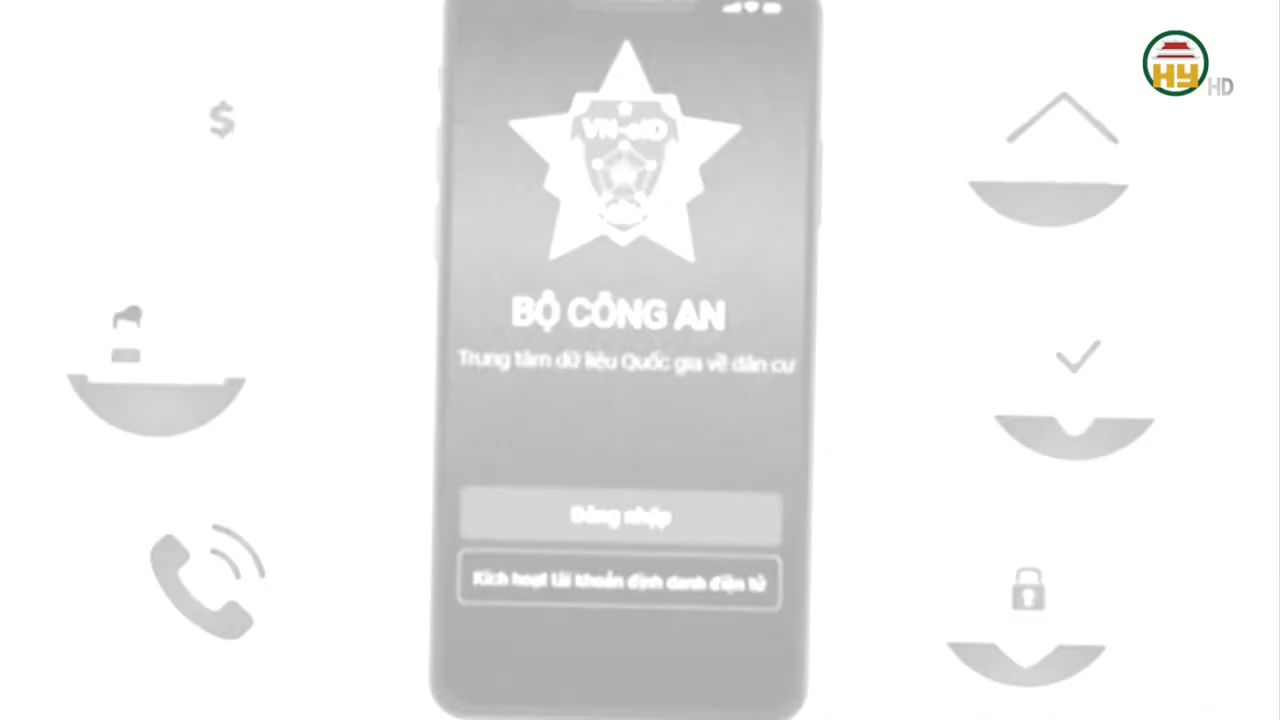 HY HD
$
VN-eID
BỘ CÔNG AN
Trung tâm dữ liệu Quốc gia về dân cư
Đăng nhập
Kích hoạt tài khoản định danh điện tử